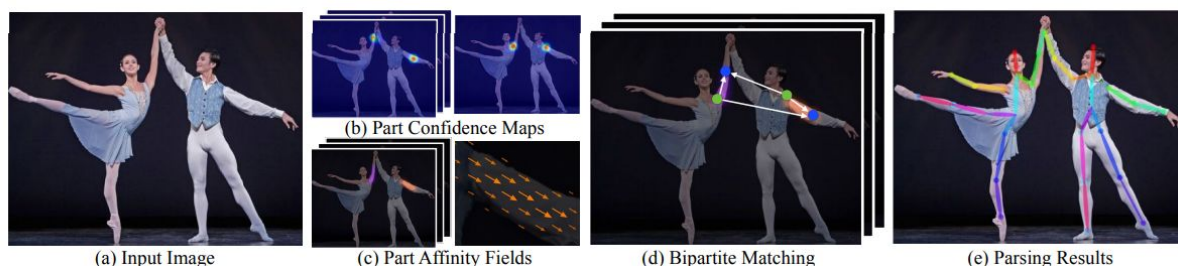 (a) Input Image
(b) Part Confidence Maps
(c) Part Affinity Fields
(d) Bipartite Matching
(e) Parsing Results